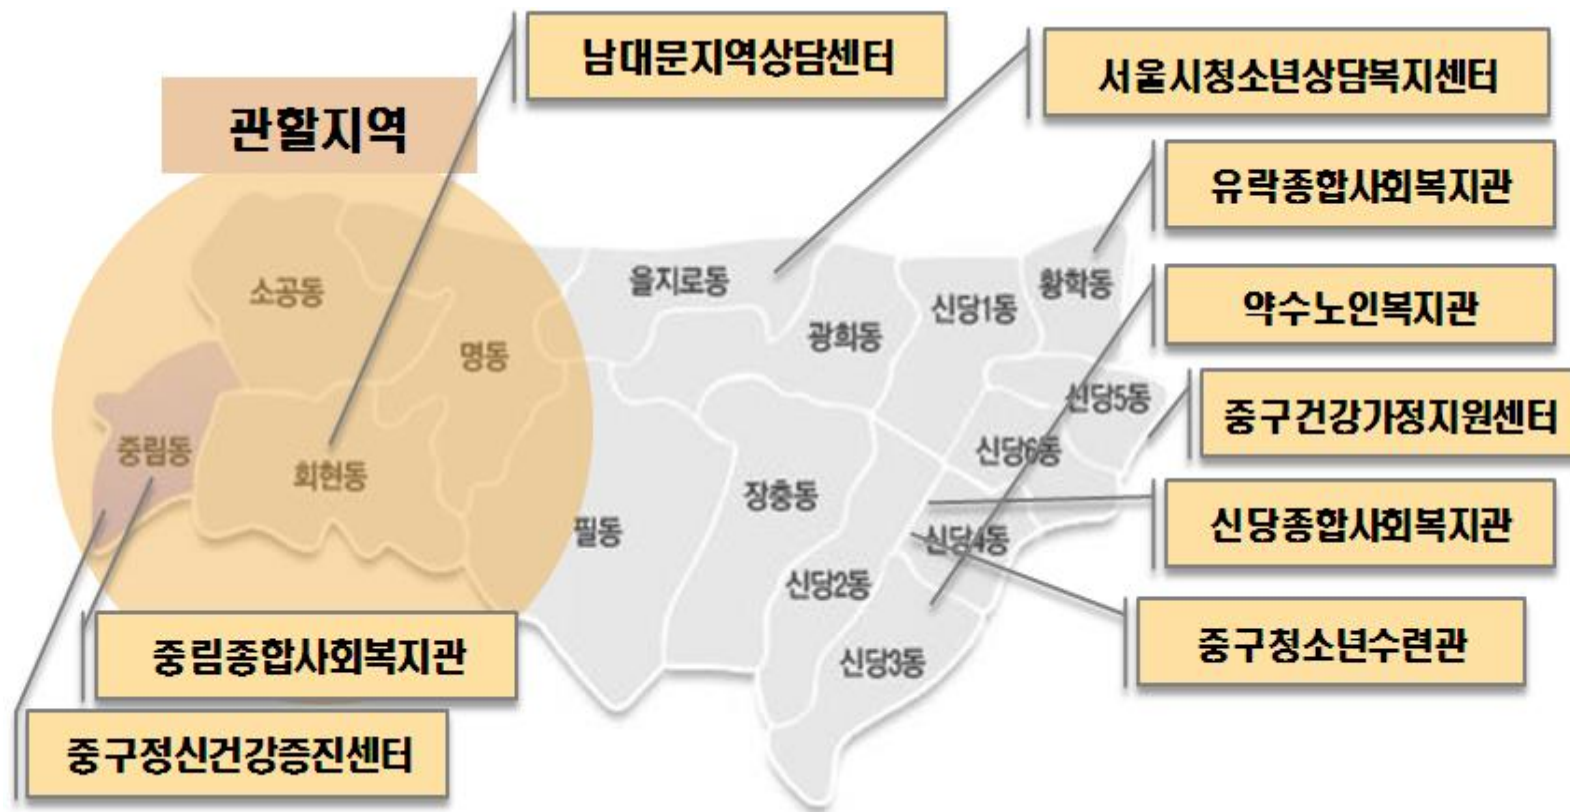 남대문지역상담센터
서울시청소년상담복지센터
관할지역
유락종합사회복지관
소공동
을지로동
황학동
신당1동
약수노인복지관
광희동
명동
신당5동
중구건강가정지원센터
중림동
신당6동
회현동
장충동
신당종합사회복지관
필동
신당4동
신당2동
중구청소년수련관
중림종합사회복지관
신당3동
중구정신건강증진센터